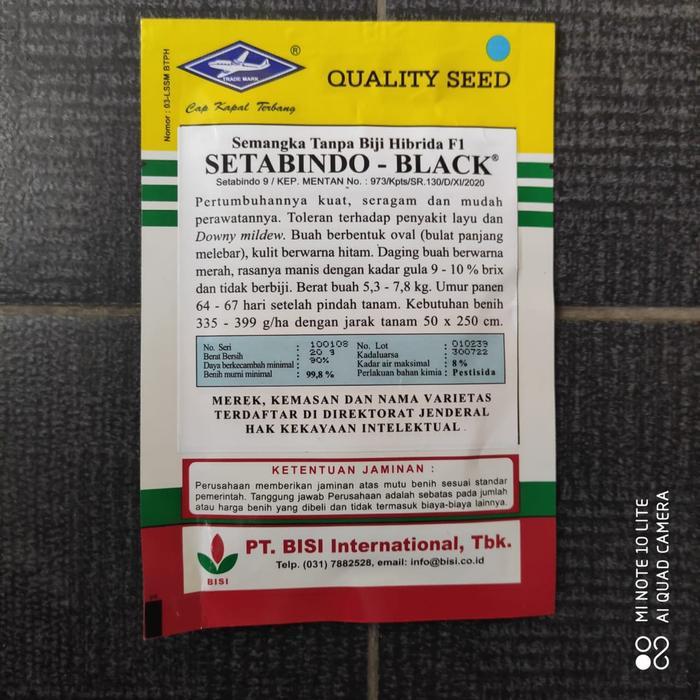 Nomor : 03-LSSM BTPH
TRADE MARK
®
Cap Kapal Terbang
QUALITY SEED
Semangka Tanpa Biji Hibrida F1
SETABINDO - BLACK®
Setabindo 9 / KEP. MENTAN No. : 973/Kpts/SR.130/D/XI/2020
Pertumbuhannya kuat, seragam dan mudah
perawatannya. Toleran terhadap penyakit layu dan
Downy mildew. Buah berbentuk oval (bulat panjang
melebar), kulit berwarna hitam. Daging buah berwarna
merah, rasanya manis dengan kadar gula 9 - 10 % brix
dan tidak berbiji. Berat buah 5,3 - 7,8 kg. Umur panen
64 - 67 hari setelah pindah tanam. Kebutuhan benih
335 - 399 g/ha dengan jarak tanam 50 x 250 cm.
No. Seri : 100108 No. Lot : 010239
Berat Bersih : 20 Kadaluarsa : 300722
Daya berkecambah minimal : 90% Kadar air maksimal : 8 %
Benih murni minimal : 99,8 % Perlakuan bahan kimia : Pestisida
MEREK, KEMASAN DAN NAMA VARIETAS
TERDAFTAR DI DIREKTORAT JENDERAL
HAK KEKAYAAN INTELEKTUAL
KETENTUAN JAMINAN :
Perusahaan memberikan jaminan atas mutu benih sesuai standar
pemerintah. Tanggung jawab Perusahaan adalah sebatas pada jumlah
atau harga benih yang dibeli dan tidak termasuk biaya-biaya lainnya.
BISI
PT. BISI International, Tbk.
Telp. (031) 7882528, email: info@bisi.co.id
MI NOTE 10 LITE
AI QUAD CAMERA